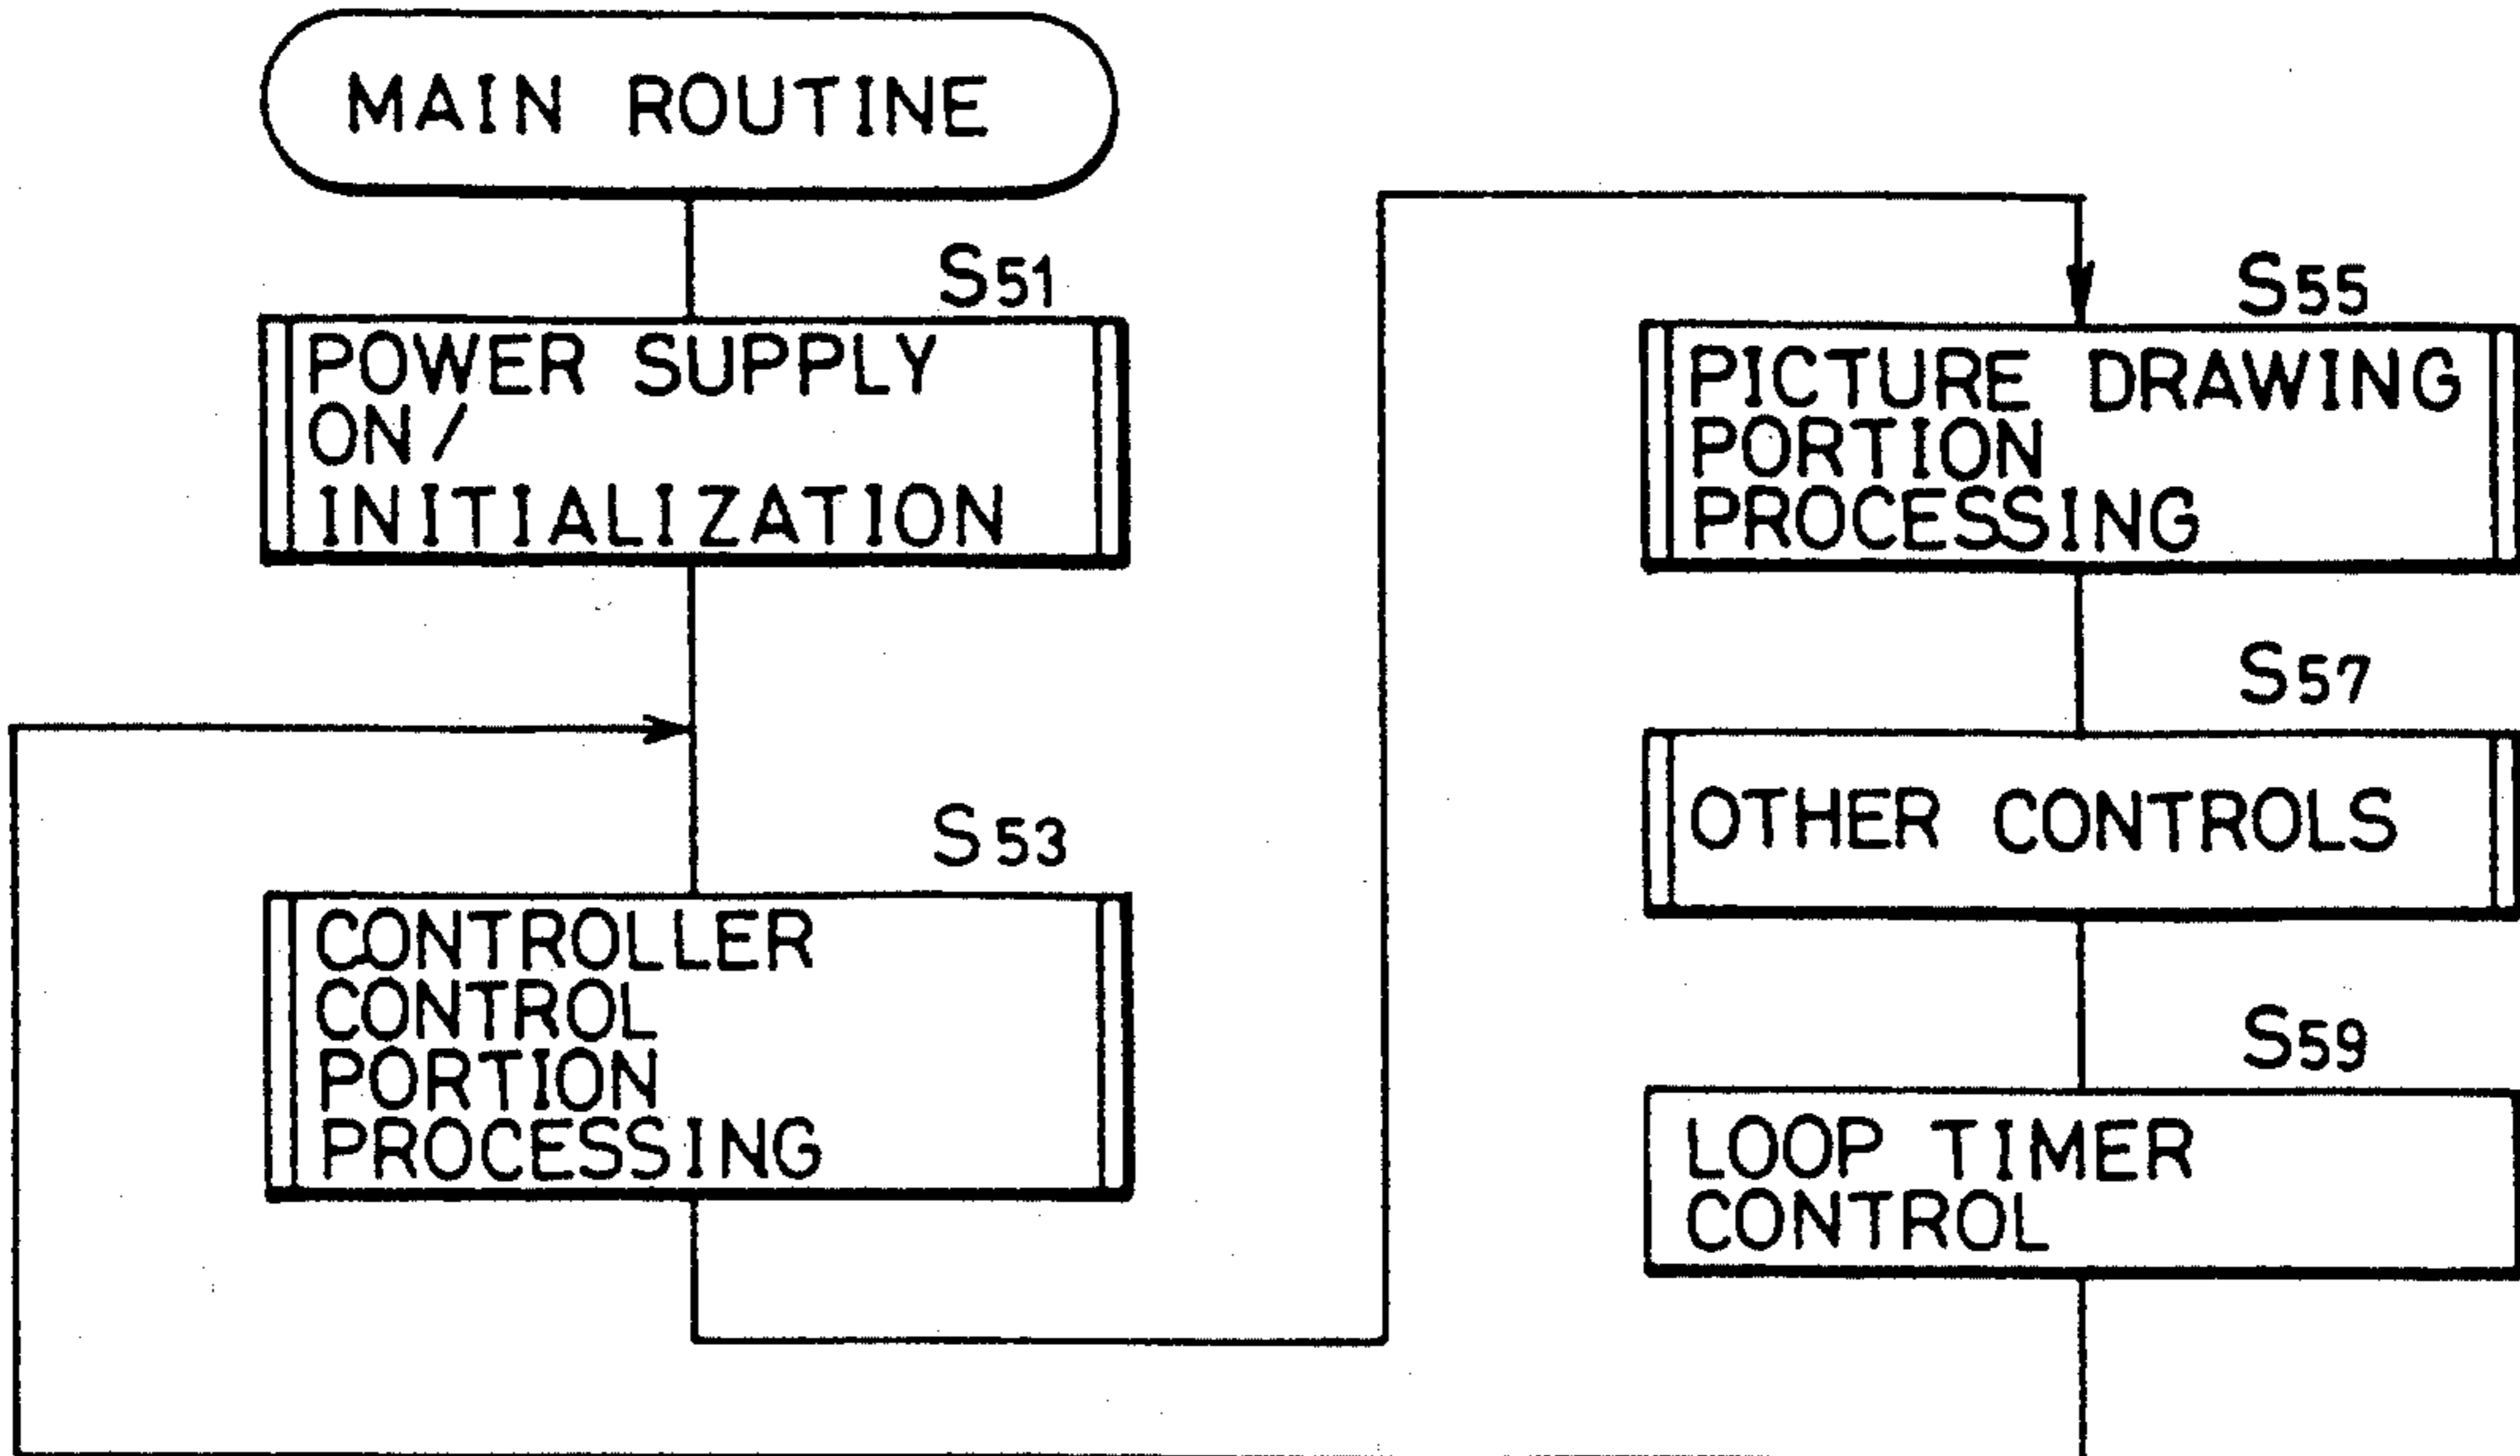 MAIN ROUTINE
S51
POWER SUPPLY
ON/
INITIALIZATION
S53
CONTROLLER
CONTROL
PORTION
PROCESSING
S55
PICTURE DRAWING
PORTION
PROCESSING
S57
OTHER CONTROLS
S59
LOOP TIMER
CONTROL